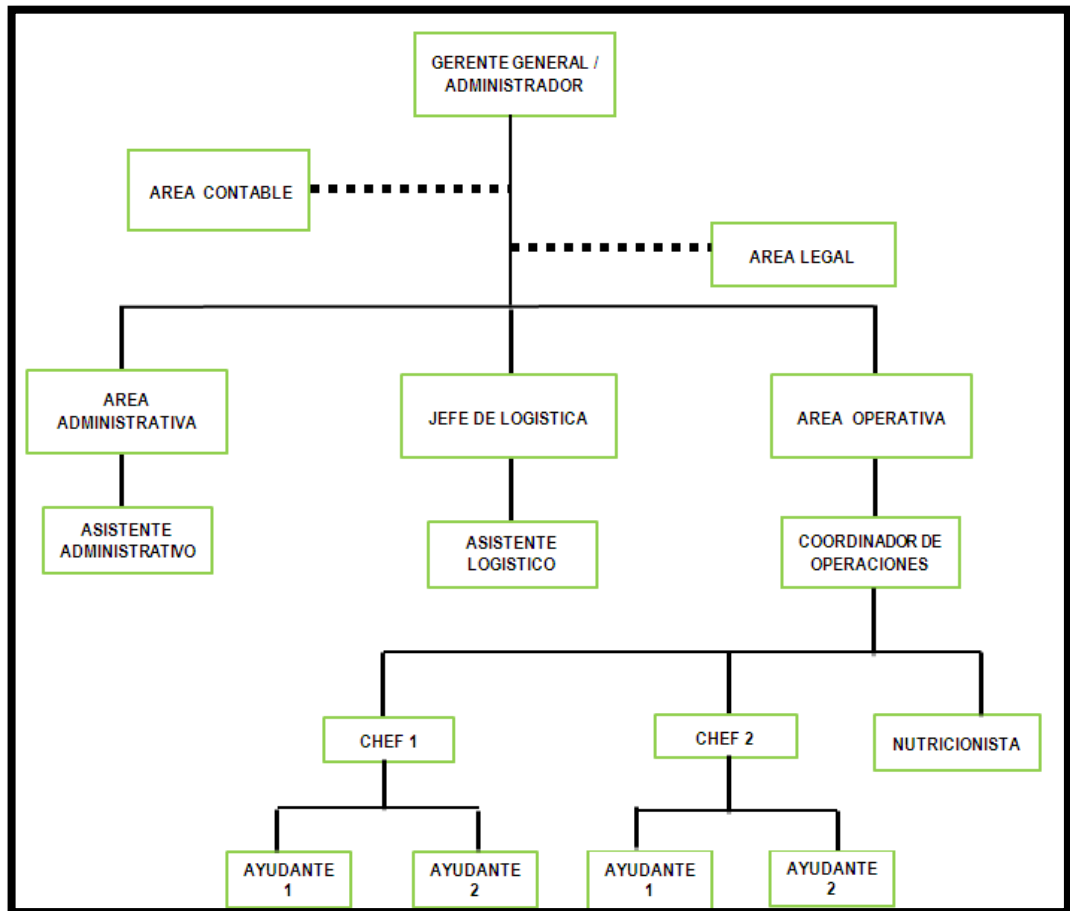 GERENTE GENERAL /
ADMINISTRADOR
AREA CONTABLE
AREA LEGAL
AREA
ADMINISTRATIVA
JEFE DE LOGISTICA
AREA OPERATIVA
ASISTENTE
ADMINISTRATIVO
ASISTENTE
LOGISTICO
COORDINADOR DE
OPERACIONES
CHEF 1
CHEF 2
NUTRICIONISTA
AYUDANTE
1
AYUDANTE
2
AYUDANTE
1
AYUDANTE
2